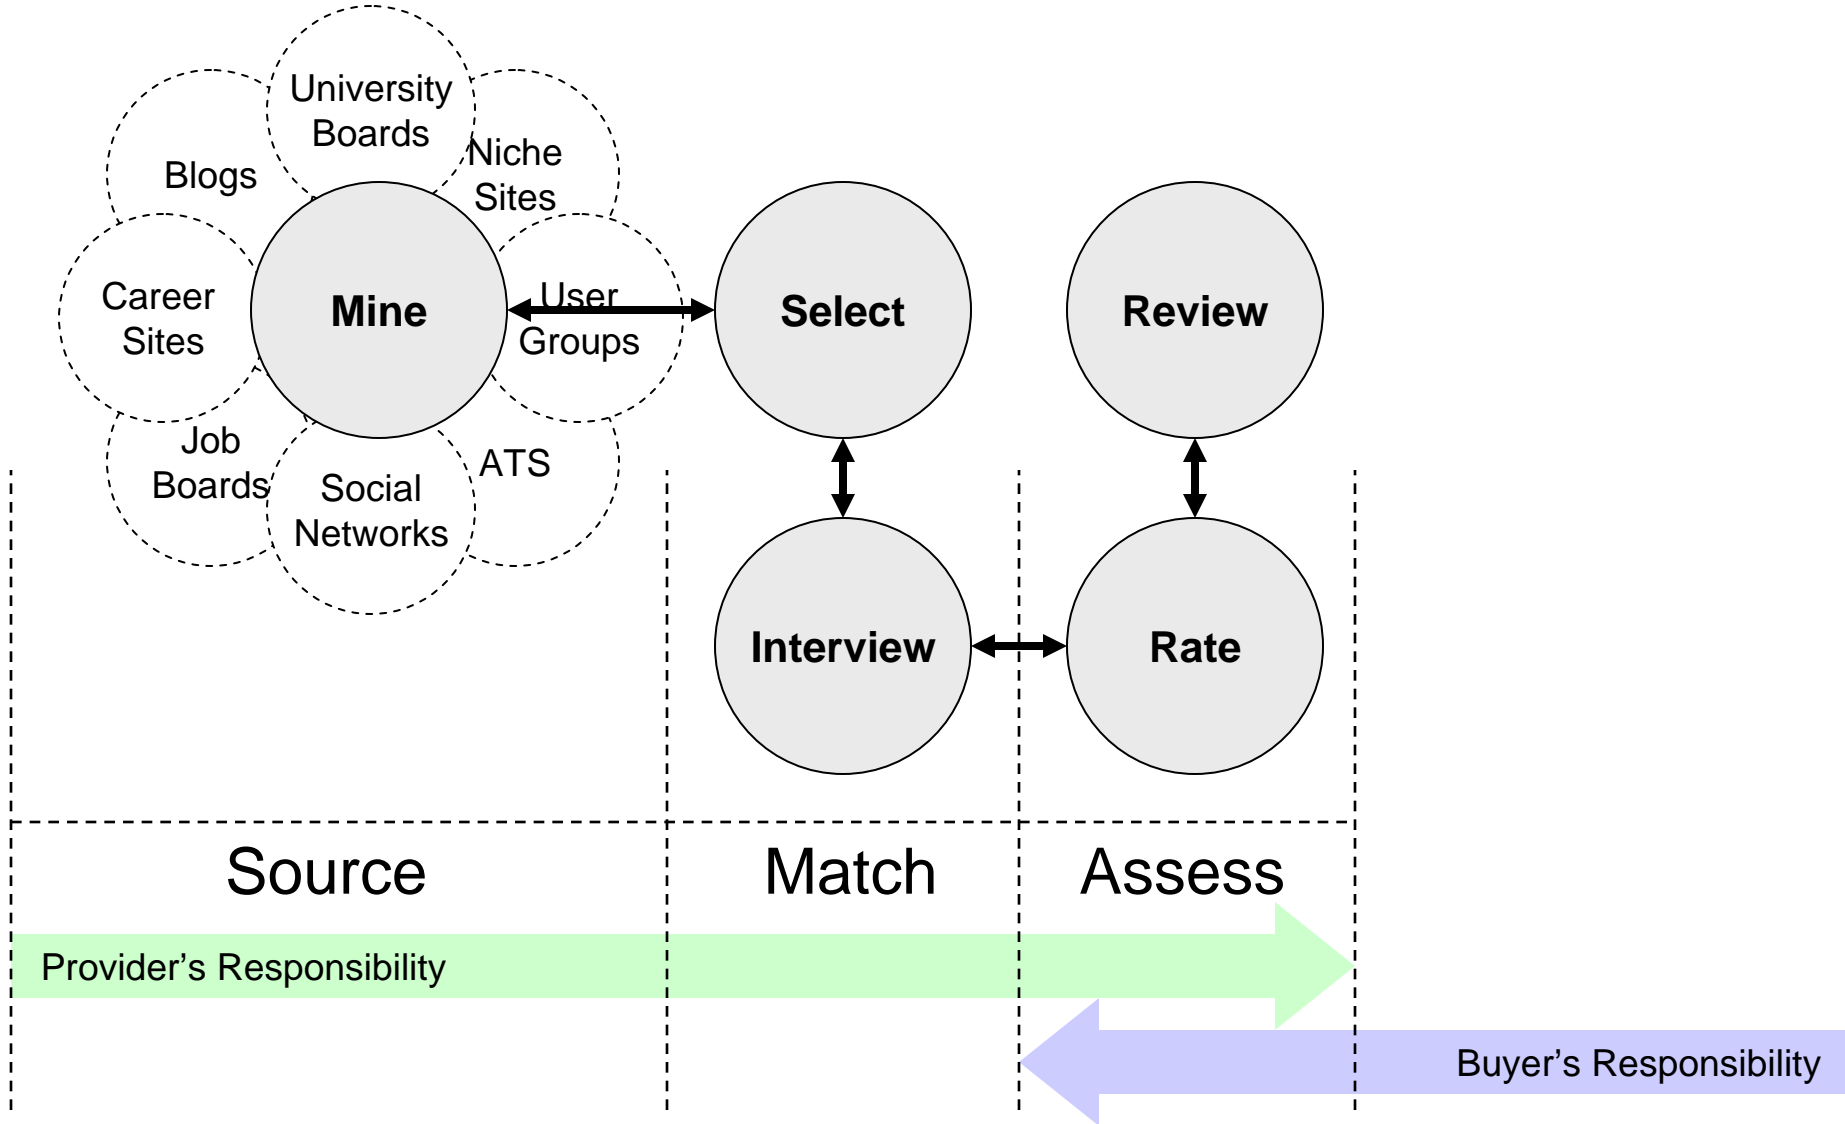 University
Boards
Niche
Sites
Blogs
Career
Sites
Mine
User
Groups
Select
Review
Job
Boards
Social
Networks
ATS
Interview
Rate
Source
Match
Assess
Provider’s Responsibility
Buyer’s Responsibility